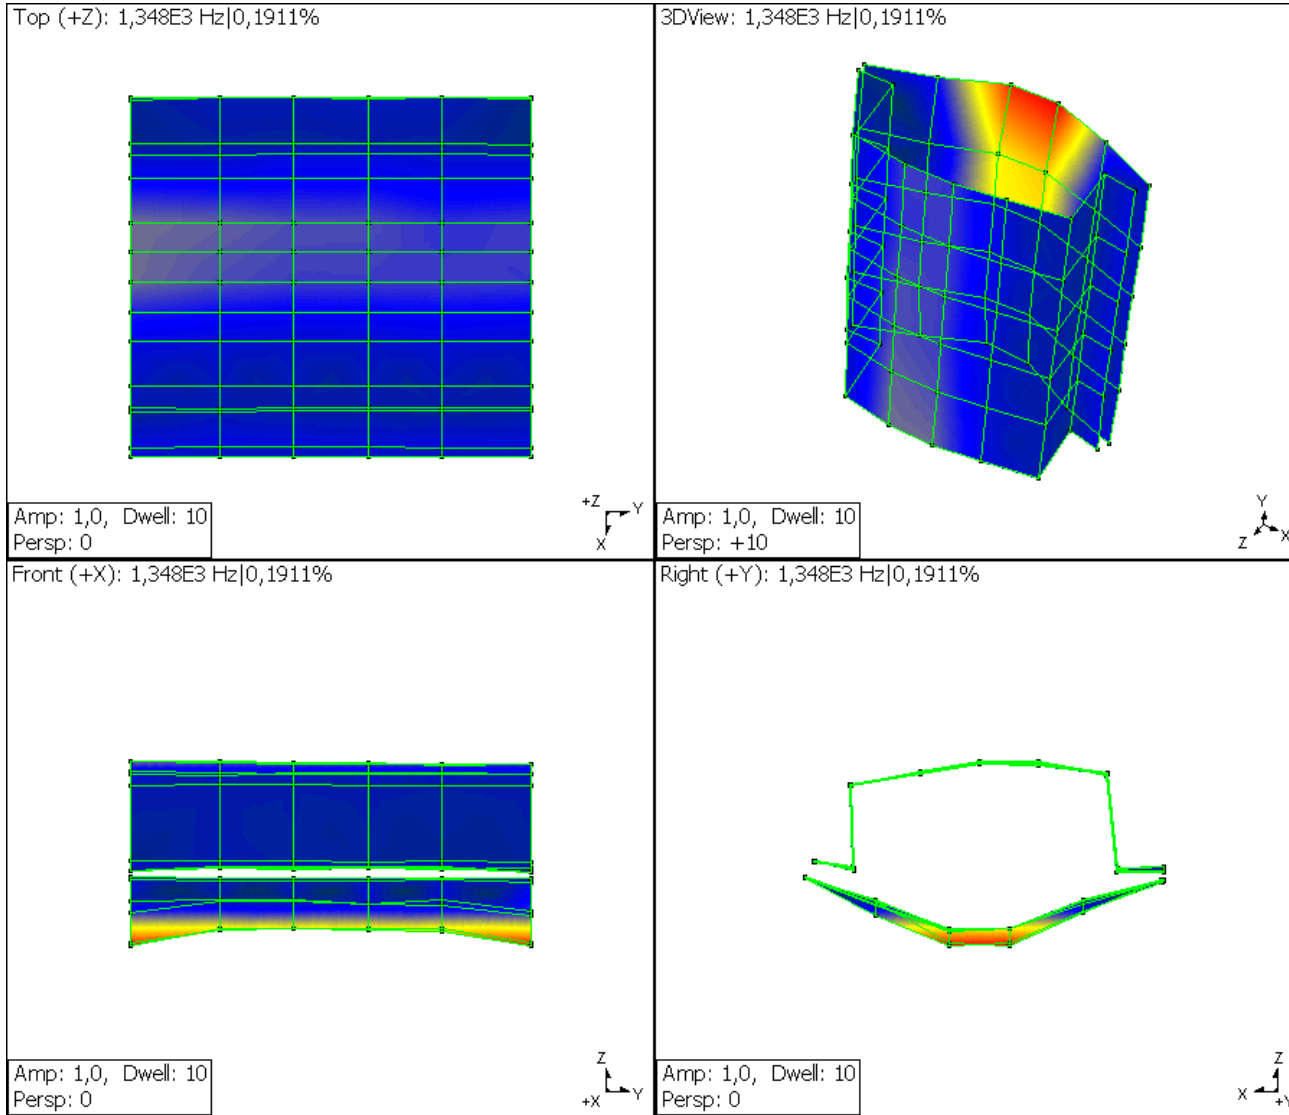 Top (+Z): 1,348E3 Hz|0,1911%
+Z
Y
X
Amp: 1,0, Dwell: 10
Persp: 0
3DView: 1,348E3 Hz|0,1911%
Y
Z
X
Amp: 1,0, Dwell: 10
Persp: +10
Front (+X): 1,348E3 Hz|0,1911%
Z
+X
Y
Amp: 1,0, Dwell: 10
Persp: 0
Right (+Y): 1,348E3 Hz|0,1911%
Z
X
+Y
Amp: 1,0, Dwell: 10
Persp: 0